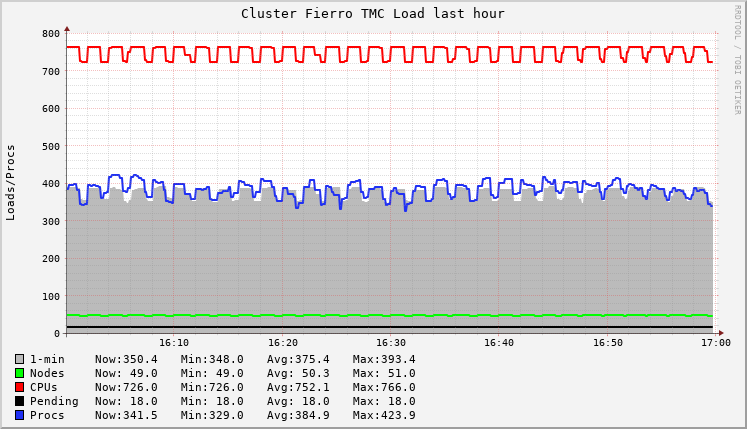 Cluster Fierro TMC Load last hour
RRDTOOL / TOBI OETIKER
Loads/Procs
800
700
600
500
400
300
200
100
0
16:10 16:20 16:30 16:40 16:50 17:00
1-min Now:350.4 Min:348.0 Avg:375.4 Max:393.4
Nodes Now: 49.0 Min: 49.0 Avg: 50.3 Max: 51.0
CPUs Now:726.0 Min:726.0 Avg:752.1 Max:766.0
Pending Now: 18.0 Min: 18.0 Avg: 18.0 Max: 18.0
Procs Now:341.5 Min:329.0 Avg:384.9 Max:423.9